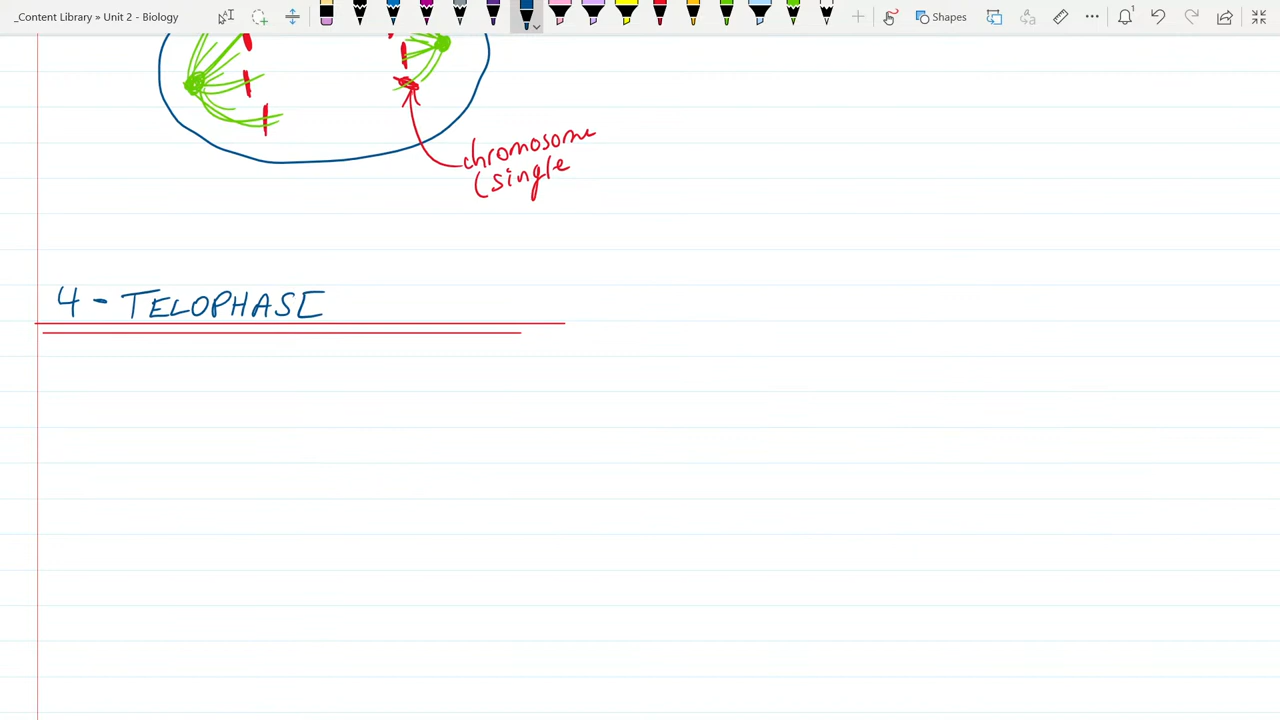 _Content Library » Unit 2 - Biology
Shapes
chromosome
(single
4 - TELOPHASE